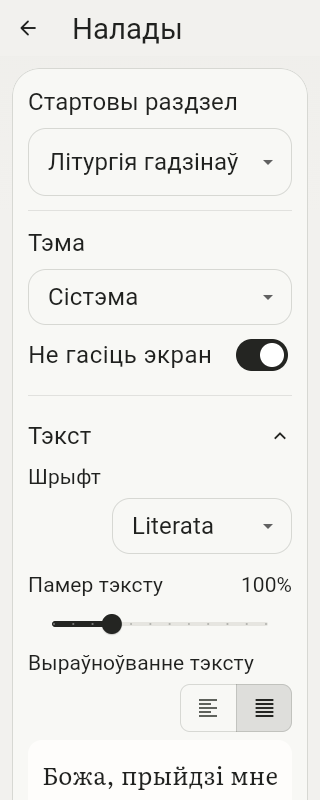 Налады
Стартовы раздзел
Літургія гадзінаў
Тэма
Сістэма
Не гасіць экран
Тэкст
Шрыфт
Literata
Памер тэксту 100%
Выраўноўванне тэксту
Божа, прыйдзі мне